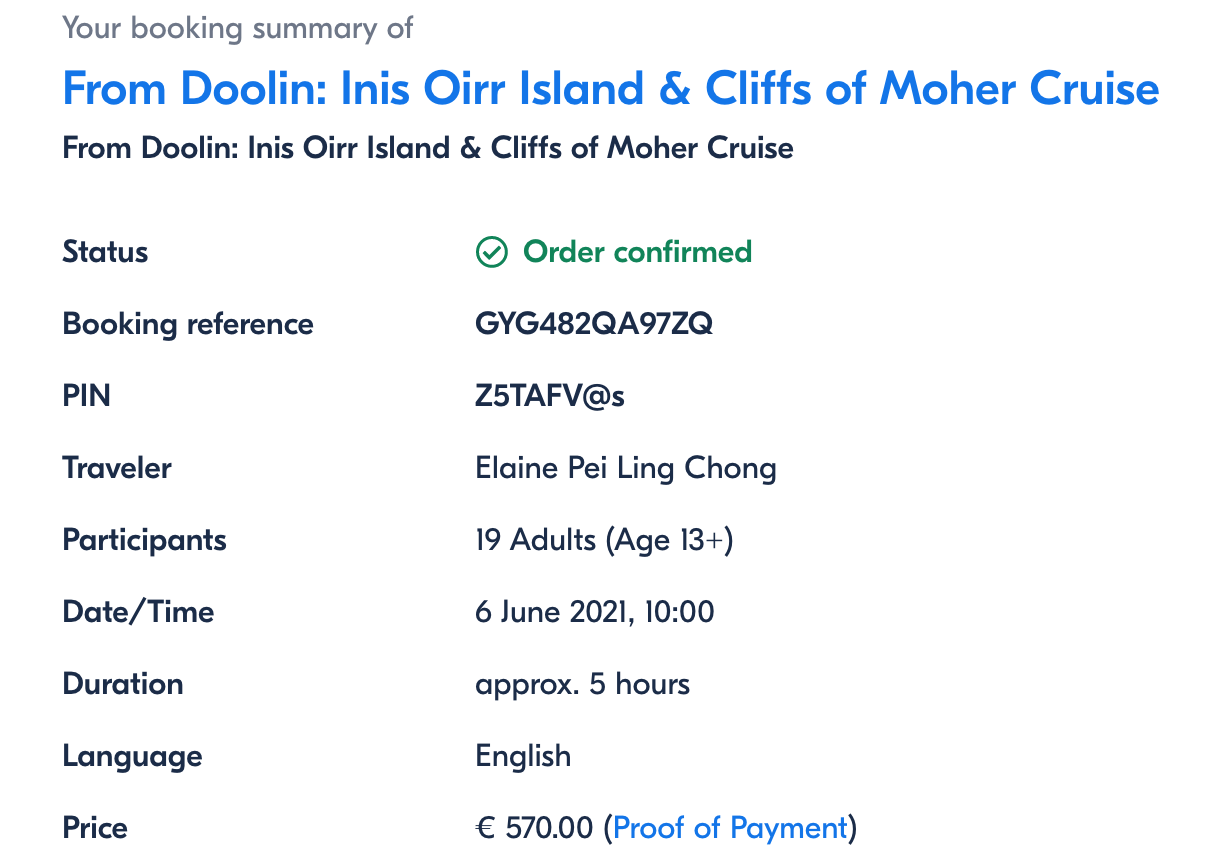 Your booking summary of
From Doolin: Inis Oirr Island & Cliffs of Moher Cruise
From Doolin: Inis Oirr Island & Cliffs of Moher Cruise
Status Order confirmed
Booking reference GYG482QA97ZQ
PIN Z5TAFV@s
Traveler Elaine Pei Ling Chong
Participants 19 Adults (Age 13+)
Date/Time 6 June 2021, 10:00
Duration approx. 5 hours
Language English
Price € 570.00 (Proof of Payment)